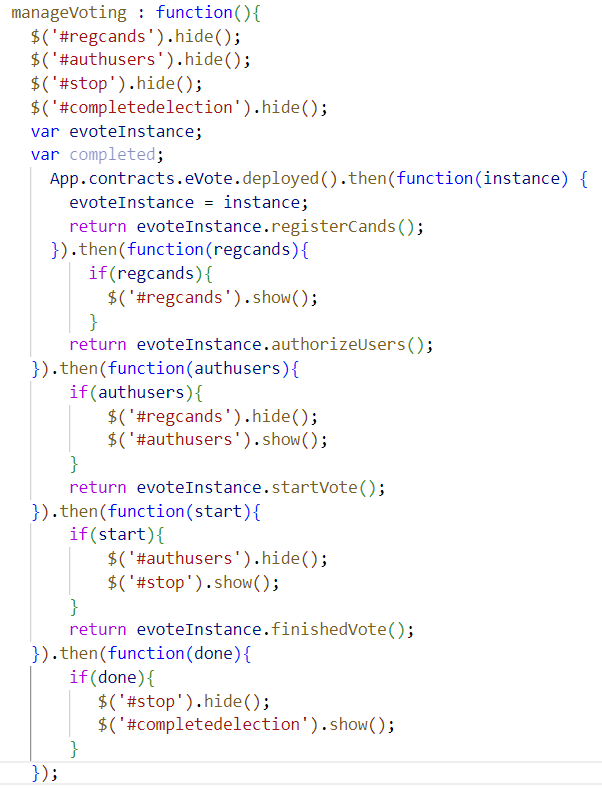 manageVoting : function(){
$('#regcands').hide();
$('#authusers').hide();
$('#stop').hide();
$('#completedelection').hide();
var evoteInstance;
var completed;
App.contracts.eVote.deployed().then(function(instance) {
evoteInstance = instance;
return evoteInstance.registerCands();
}).then(function(regcands){
if(regcands){
$('#regcands').show();
}
return evoteInstance.authorizeUsers();
}).then(function(authusers){
if(authusers){
$('#regcands').hide();
$('#authusers').show();
}
return evoteInstance.startVote();
}).then(function(start){
if(start){
$('#authusers').hide();
$('#stop').show();
}
return evoteInstance.finishedVote();
}).then(function(done){
if(done){
$('#stop').hide();
$('#completedelection').show();
}
});